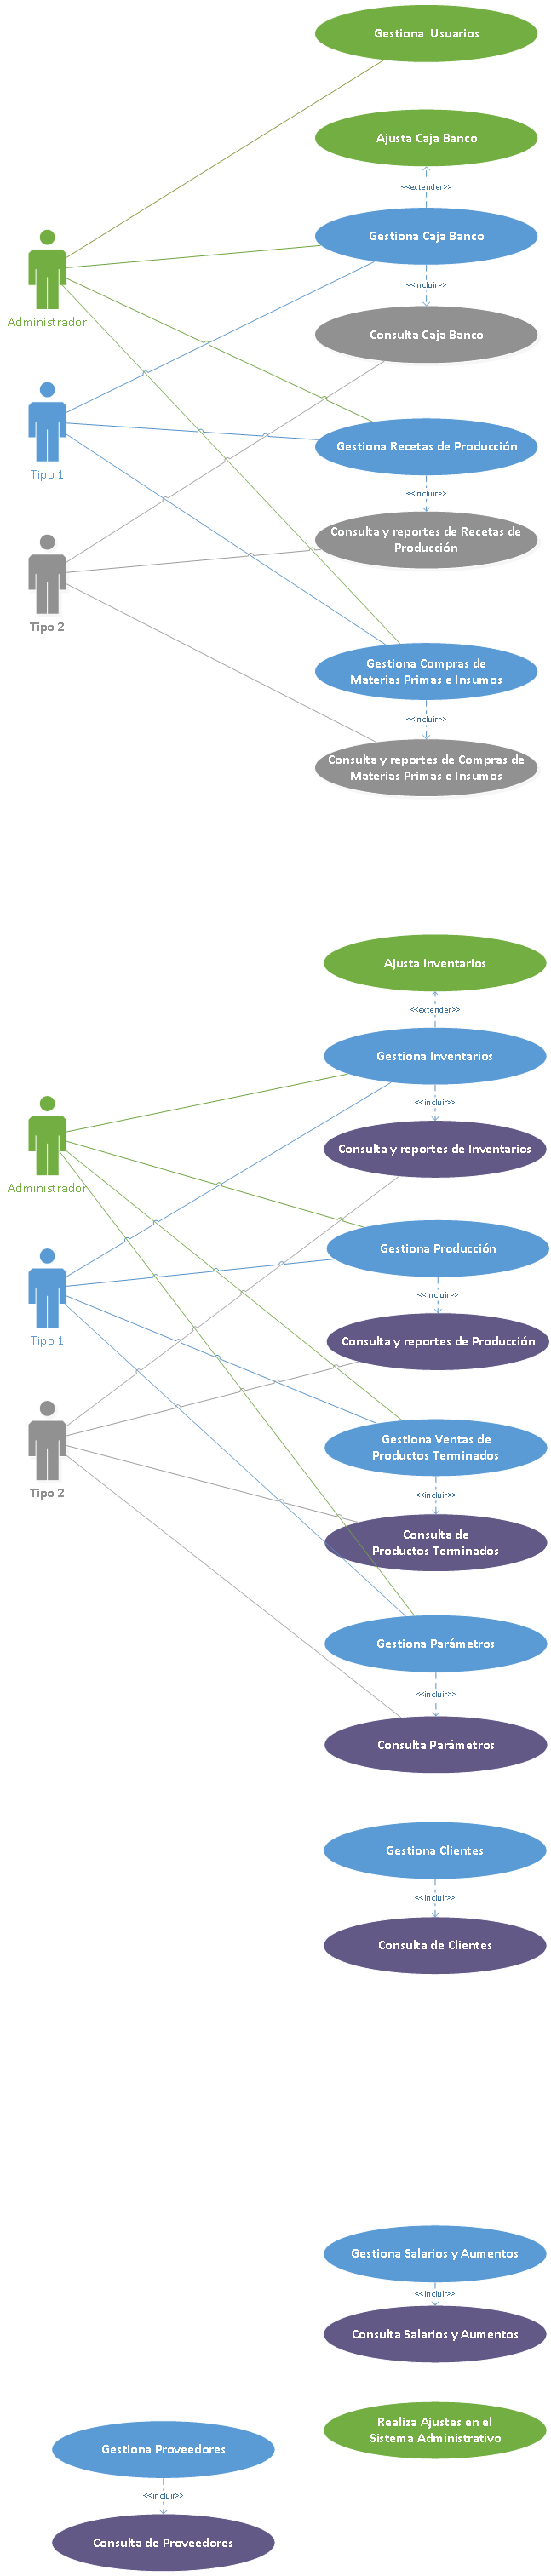 Gestiona Usuarios
Ajusta Caja Banco
<<extender>>
Gestiona Caja Banco
<<incluir>>
Administrador
Consulta Caja Banco
Gestiona Recetas de Producción
Tipo 1
<<incluir>>
Consulta y reportes de Recetas de
Producción
Tipo 2
Gestiona Compras de
Materias Primas e Insumos
<<incluir>>
Consulta y reportes de Compras de
Materias Primas e Insumos
Ajusta Inventarios
<<extender>>
Gestiona Inventarios
<<incluir>>
Consulta y reportes de Inventarios
Administrador
Gestiona Producción
<<incluir>>
Tipo 1
Consulta y reportes de Producción
Gestiona Ventas de
Productos Terminados
Tipo 2
<<incluir>>
Consulta de
Productos Terminados
Gestiona Parámetros
<<incluir>>
Consulta Parámetros
Gestiona Clientes
<<incluir>>
Consulta de Clientes
Gestiona Salarios y Aumentos
<<incluir>>
Consulta Salarios y Aumentos
Realiza Ajustes en el
Sistema Administrativo
Gestiona Proveedores
<<incluir>>
Consulta de Proveedores